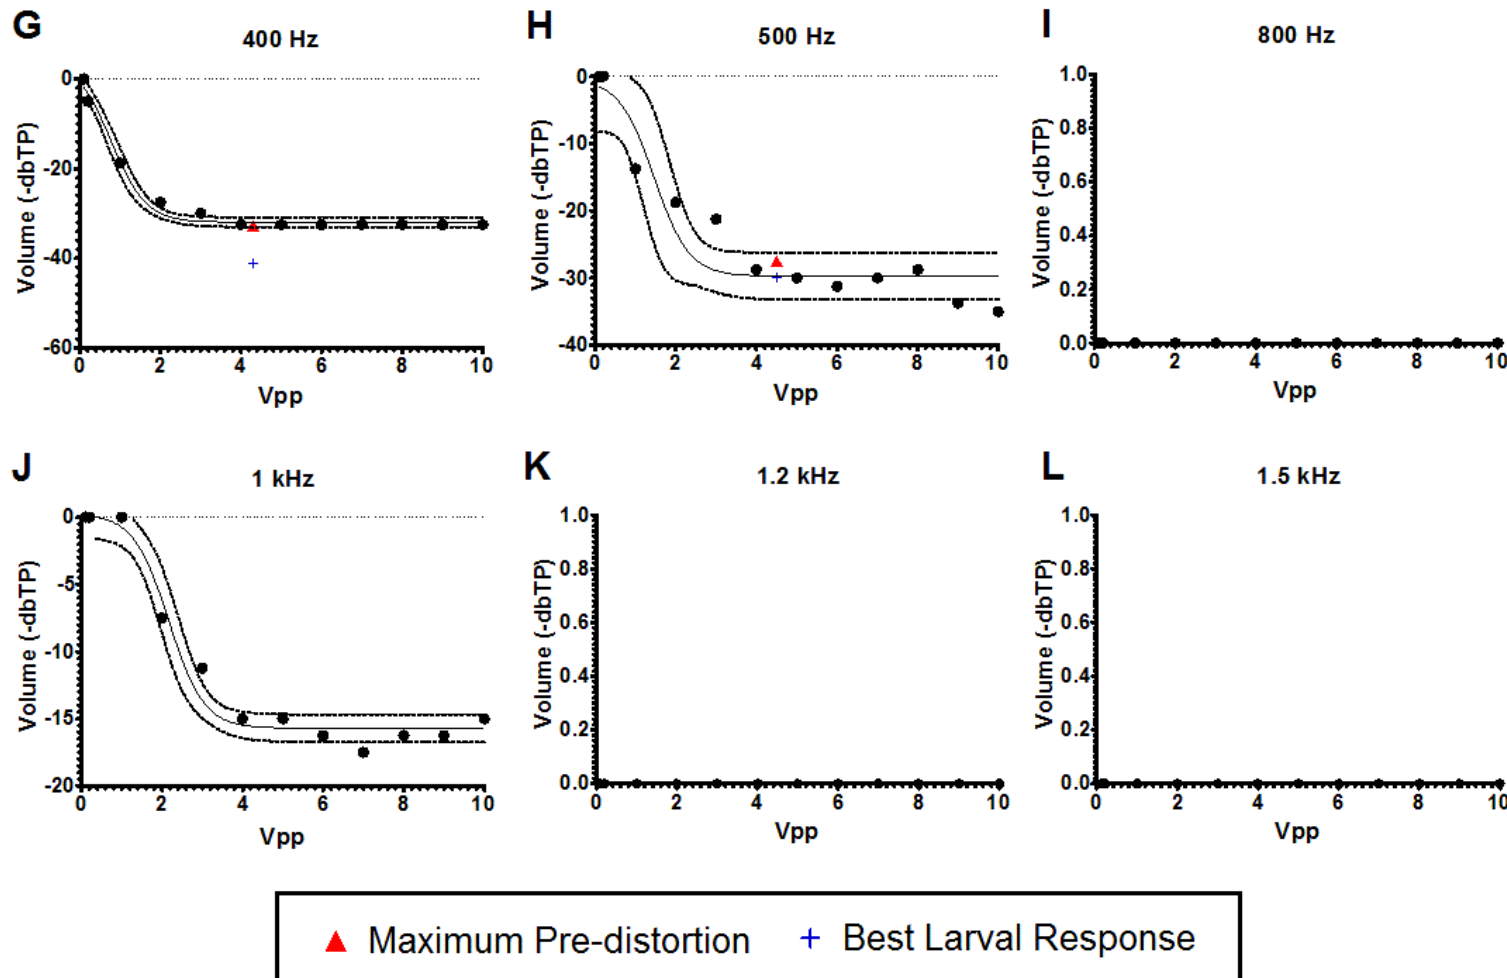 G 400 Hz
Volume (-dbTP)
0
-20
-40
-60
0 2 4 6 8 10
Vpp
H 500 Hz
Volume (-dbTP)
0
-10
-20
-30
-40
0 2 4 6 8 10
Vpp
I 800 Hz
Volume (-dbTP)
1.0
0.8
0.6
0.4
0.2
0.0
0 2 4 6 8 10
Vpp
J 1 kHz
Volume (-dbTP)
0
-5
-10
-15
-20
0 2 4 6 8 10
Vpp
K 1.2 kHz
Volume (-dbTP)
1.0
0.8
0.6
0.4
0.2
0.0
0 2 4 6 8 10
Vpp
L 1.5 kHz
Volume (-dbTP)
1.0
0.8
0.6
0.4
0.2
0.0
0 2 4 6 8 10
Vpp
Maximum Pre-distortion + Best Larval Response